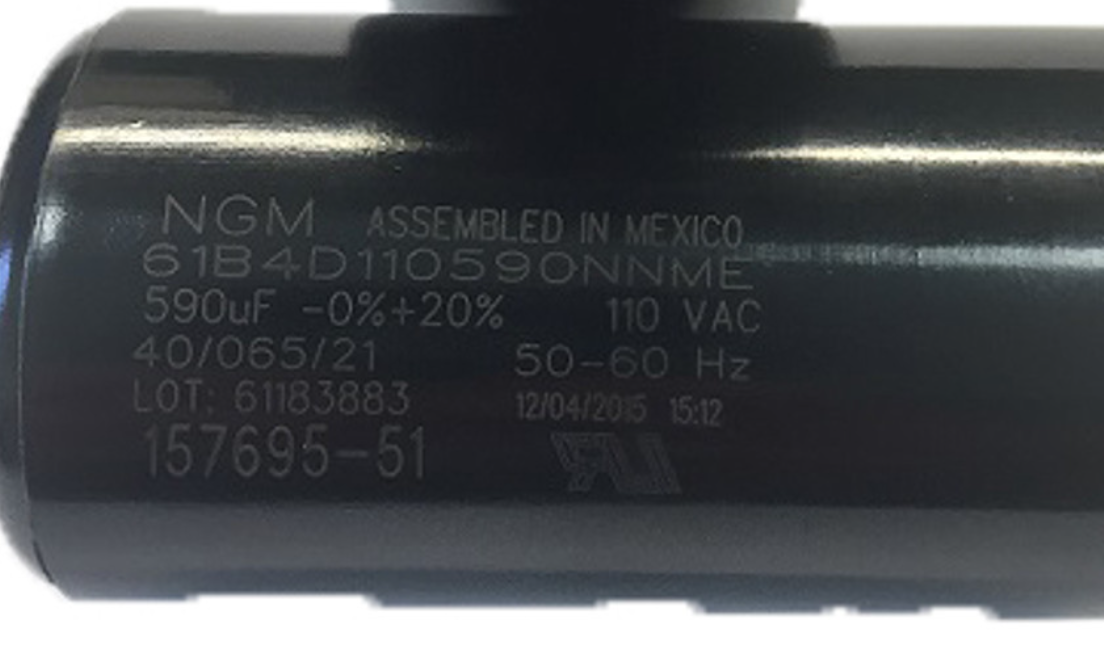 NGM ASSEMBLED IN MEXICO
61B4D110590NNME
590uF -0%+20% 110 VAC
40/065/21 50-60 Hz
LOT: 61183883 12/04/2015 15:12
157695-51 RU